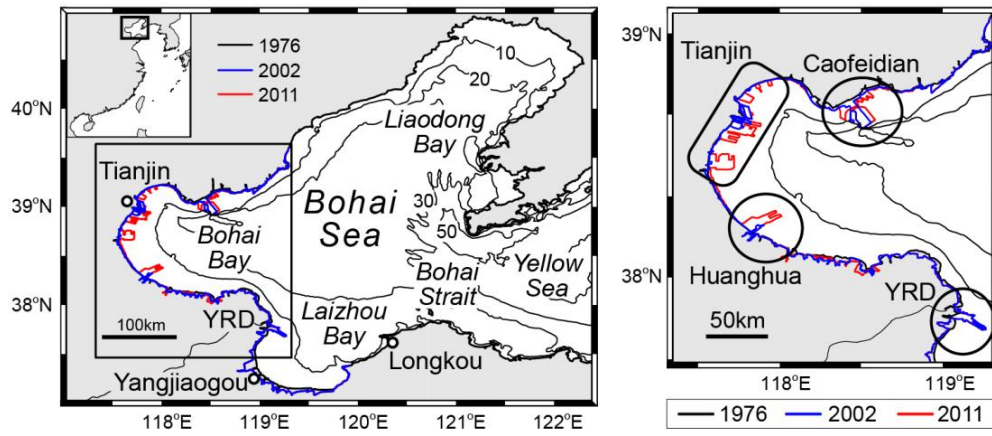 1976
2002
2011
40°N
39°N
38°N
118°E
119°E
120°E
121°E
122°E
10
20
30
50
Liaodong
Bay
Tianjin
Bohai
Sea
Bohai
Bay
Bohai
Strait
Yellow
Sea
Laizhou
Bay
YRD
100km
Longkou
Yangjiaogou
39°N
38°N
118°E
119°E
Tianjin
Caofeidian
Huanghua
YRD
50km
1976
2002
2011